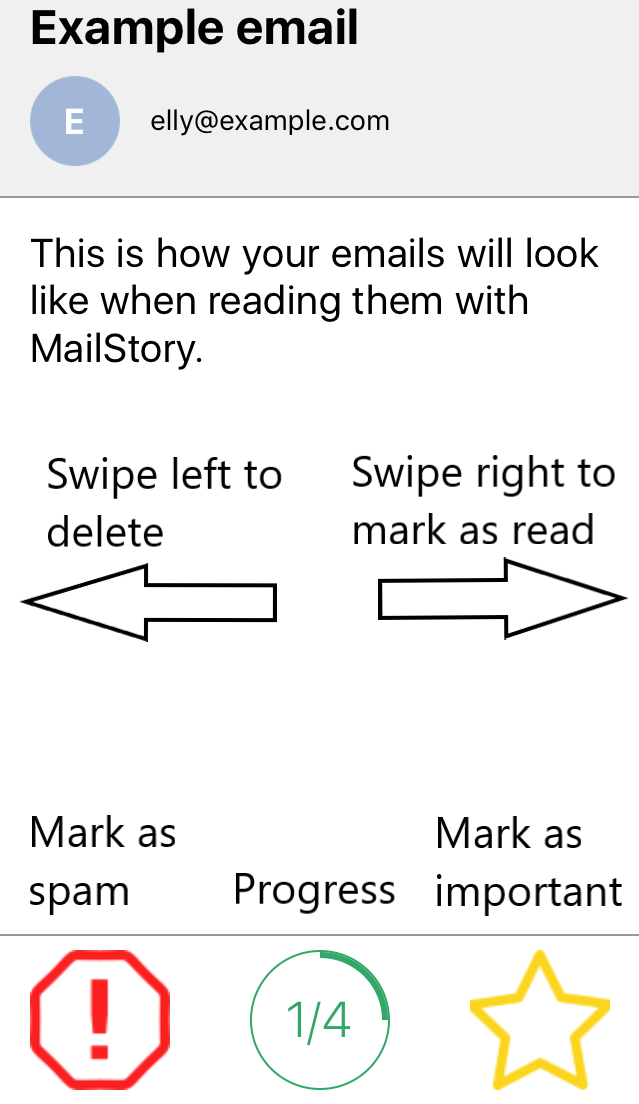 Example email
E
elly@example.com
This is how your emails will look
like when reading them with
MailStory.
Swipe left to
delete
Swipe right to
mark as read
Mark as
spam
Progress
Mark as
important
!
1/4